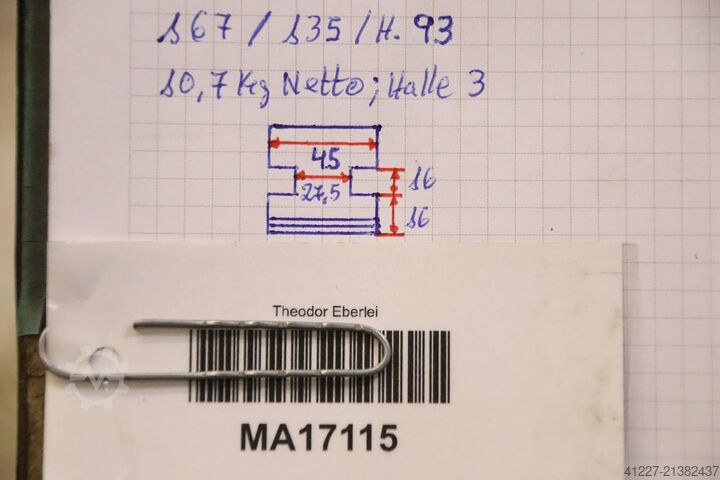 167 / 135 / H. 93
10,7 Kg Netto; Halle 3
45
27,5
16
16
Theodor Eberlei
MA17115
41227-21382437